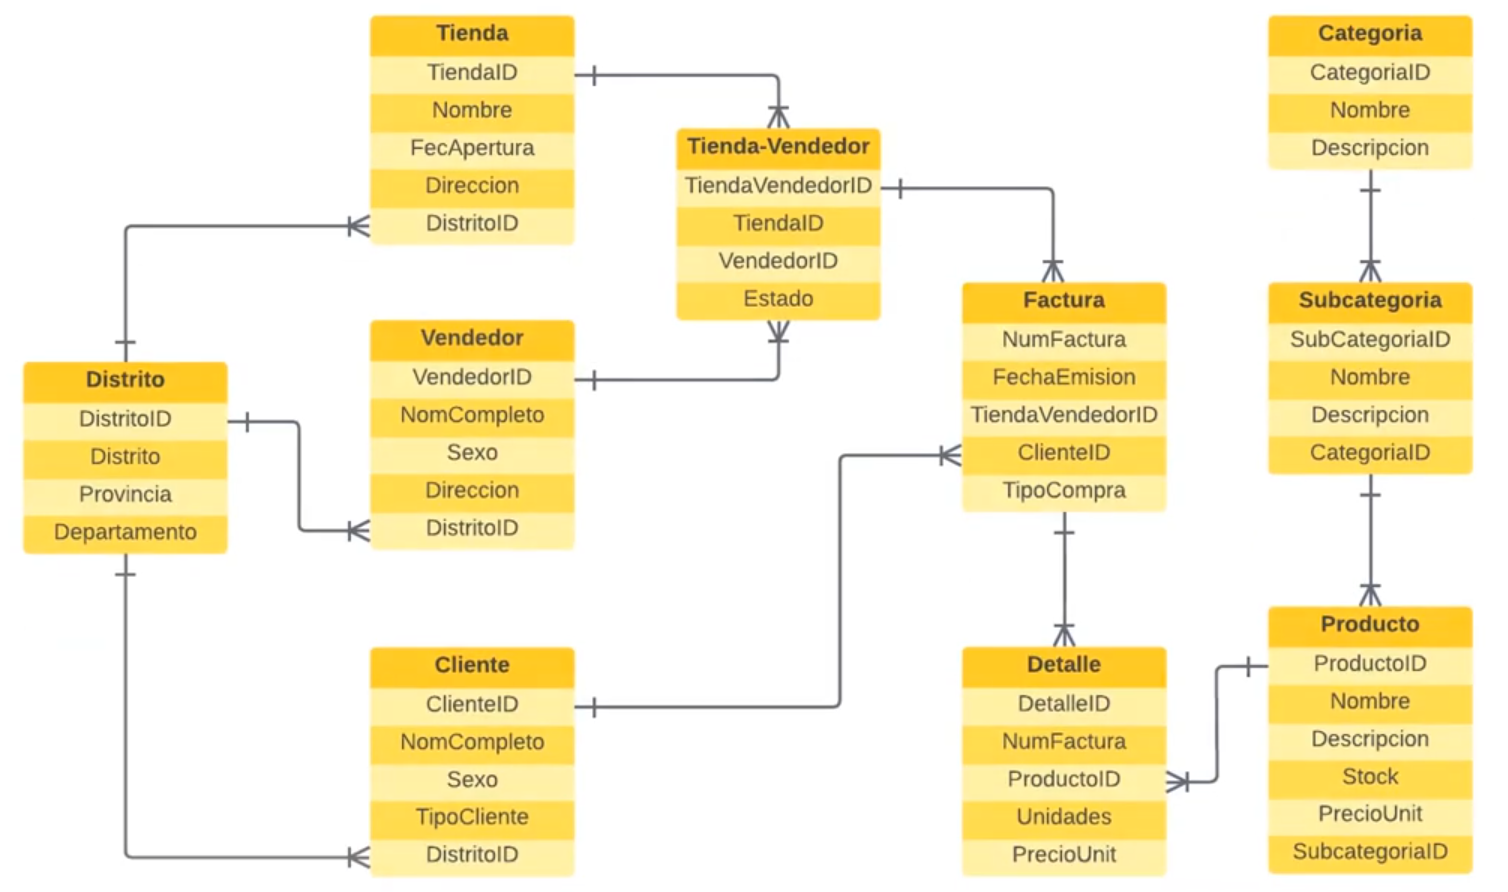 Tienda
TiendaID
Nombre
FecApertura
Direccion
DistritoID
Categoria
CategoriaID
Nombre
Descripcion
Tienda-Vendedor
TiendaVendedorID
TiendaID
VendedorID
Estado
Factura
NumFactura
FechaEmision
TiendaVendedorID
ClienteID
TipoCompra
Subcategoria
SubCategoriaID
Nombre
Descripcion
CategoriaID
Vendedor
VendedorID
NomCompleto
Sexo
Direccion
DistritoID
Distrito
DistritoID
Distrito
Provincia
Departamento
Cliente
ClienteID
NomCompleto
Sexo
TipoCliente
DistritoID
Detalle
DetalleID
NumFactura
ProductoID
Unidades
PrecioUnit
Producto
ProductoID
Nombre
Descripcion
Stock
PrecioUnit
SubcategoriaID